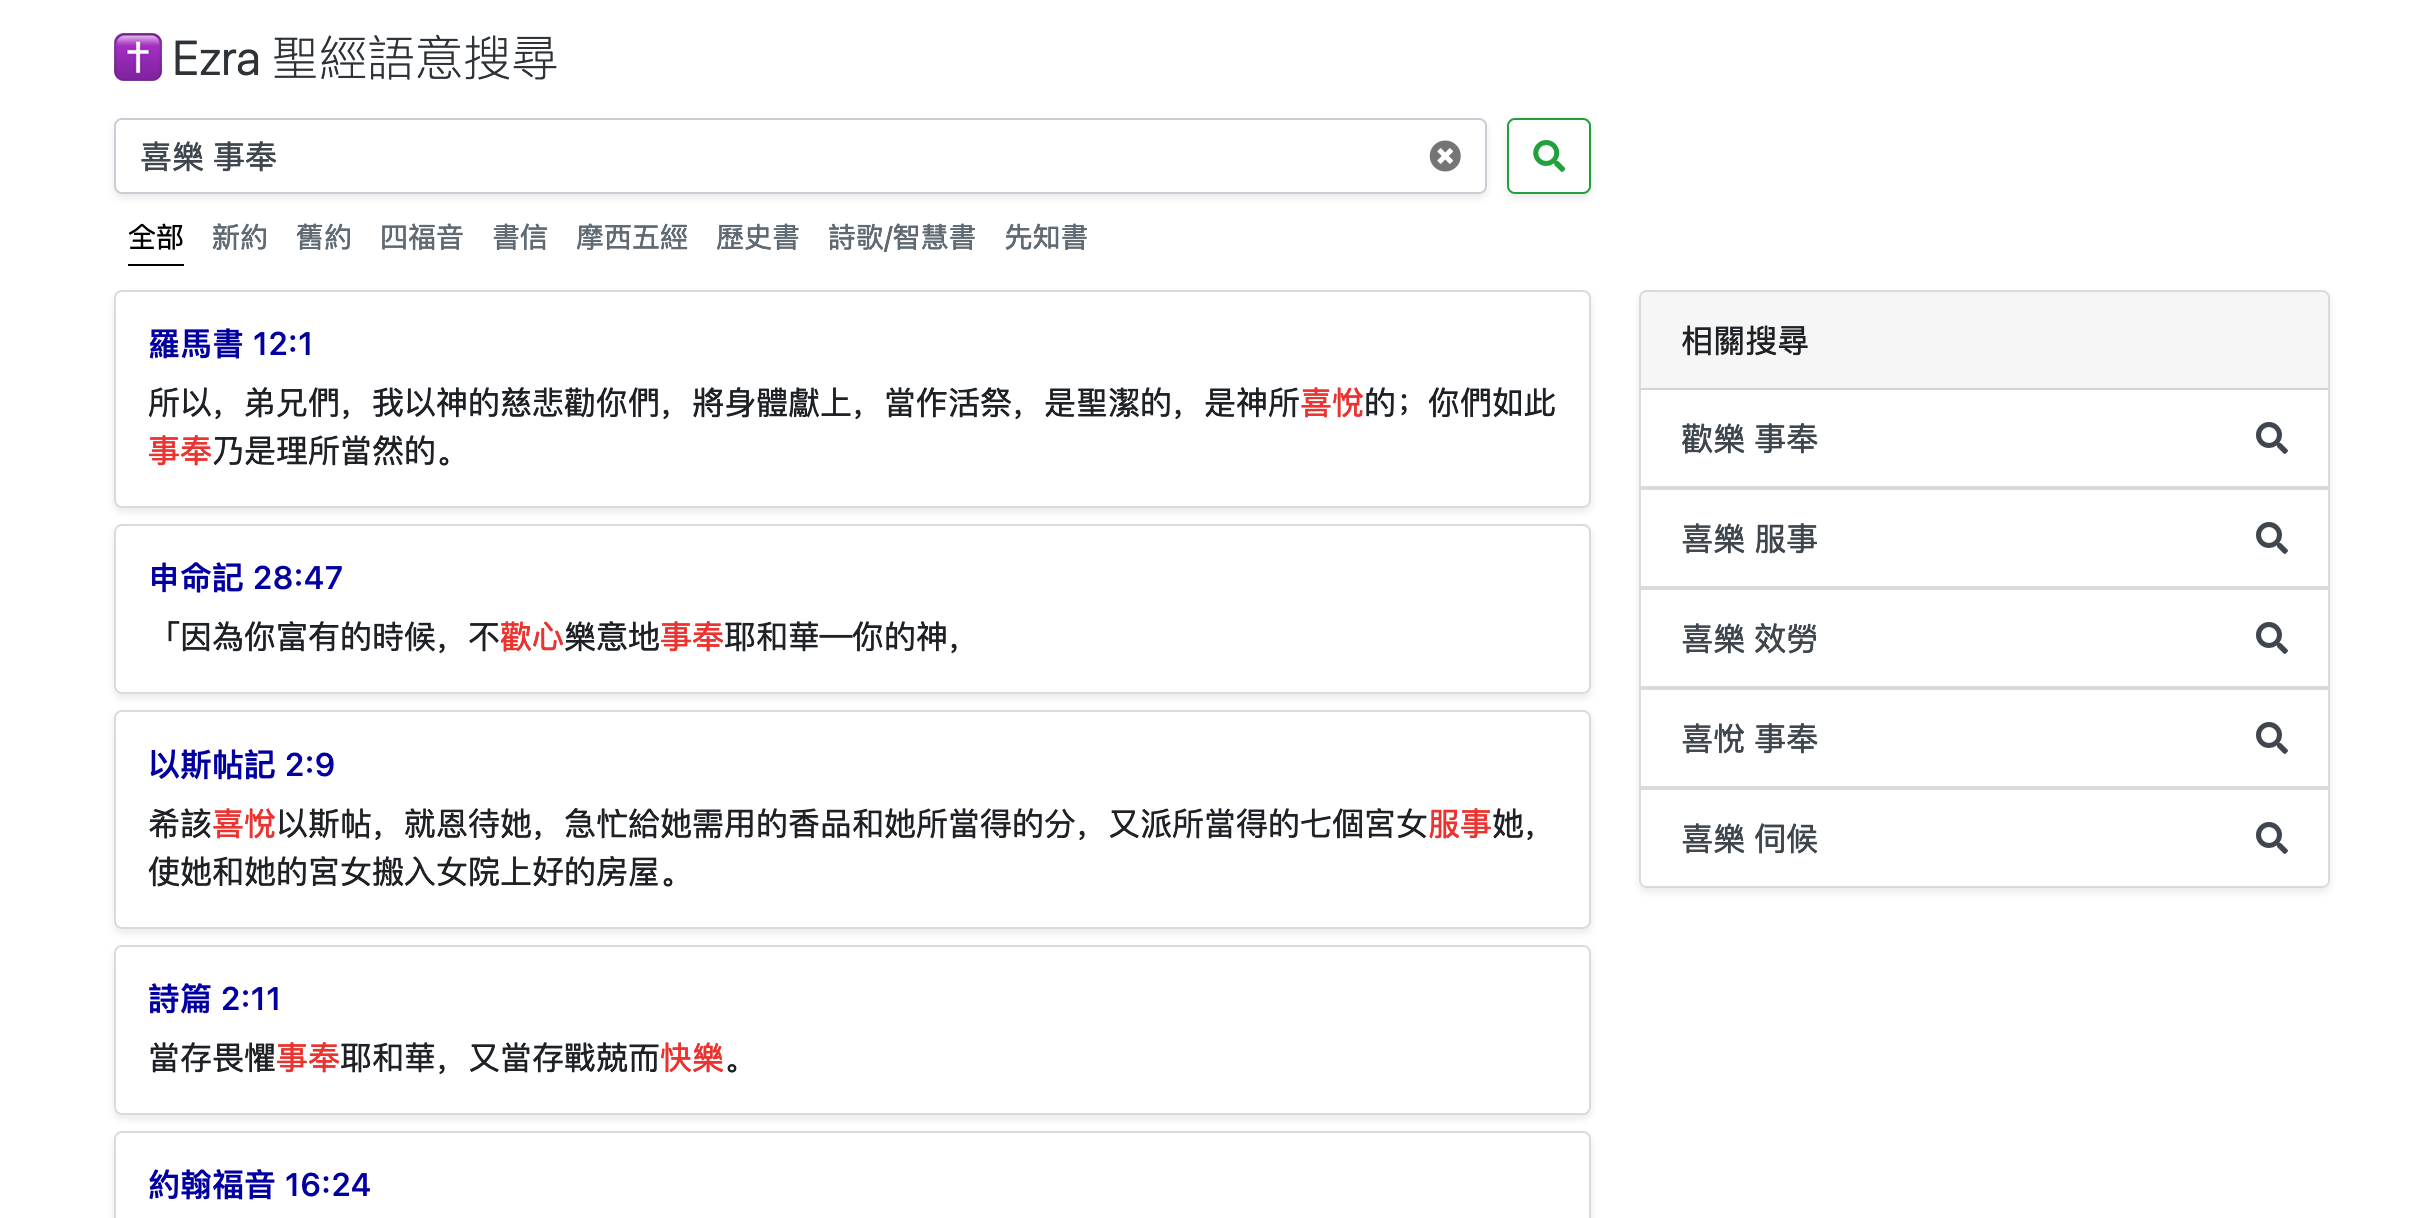 ✝ Ezra 聖經語意搜尋
喜樂 事奉
全部 新約 舊約 四福音 書信 摩西五經 歷史書 詩歌/智慧書 先知書
羅馬書 12:1
所以，弟兄們，我以神的慈悲勸你們，將身體獻上，當作活祭，是聖潔的，是神所喜悅的；你們如此
事奉乃是理所當然的。
申命記 28:47
「因為你富有的時候，不歡心樂意地事奉耶和華—你的神，
以斯帖記 2:9
希該喜悅以斯帖，就恩待她，急忙給她需用的香品和她所當得的分，又派所當得的七個宮女服事她，
使她和她的宮女搬入女院上好的房屋。
詩篇 2:11
當存畏懼事奉耶和華，又當存戰兢而快樂。
約翰福音 16:24
相關搜尋
歡樂 事奉
喜樂 服事
喜樂 效勞
喜悅 事奉
喜樂 伺候